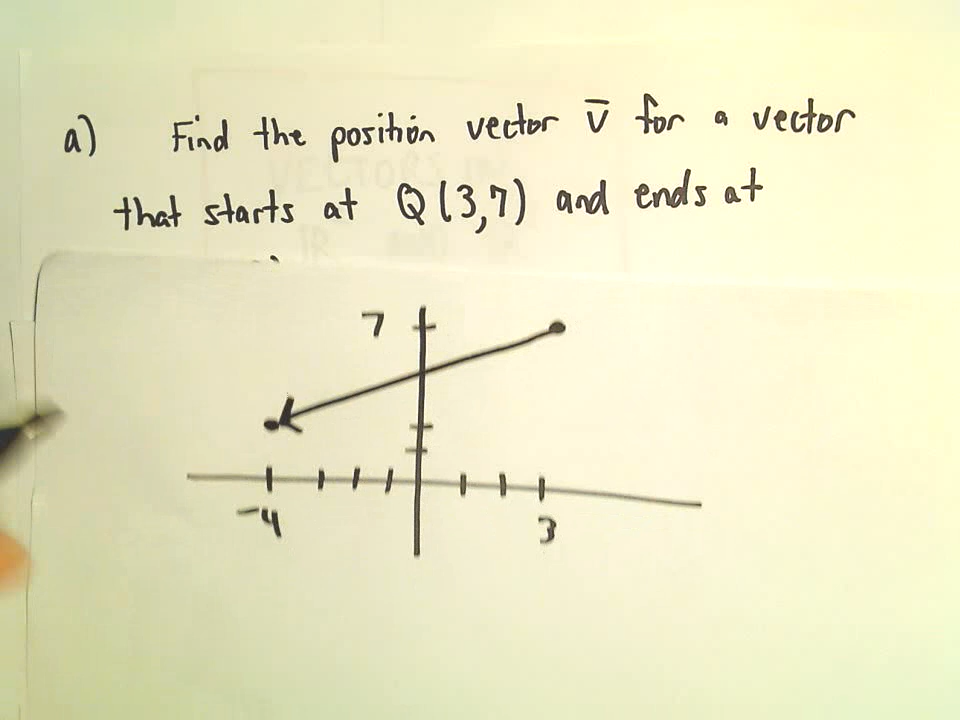 a) Find the position vector v̅ for a vector
that starts at Q(3,7) and ends at
7
-4
3